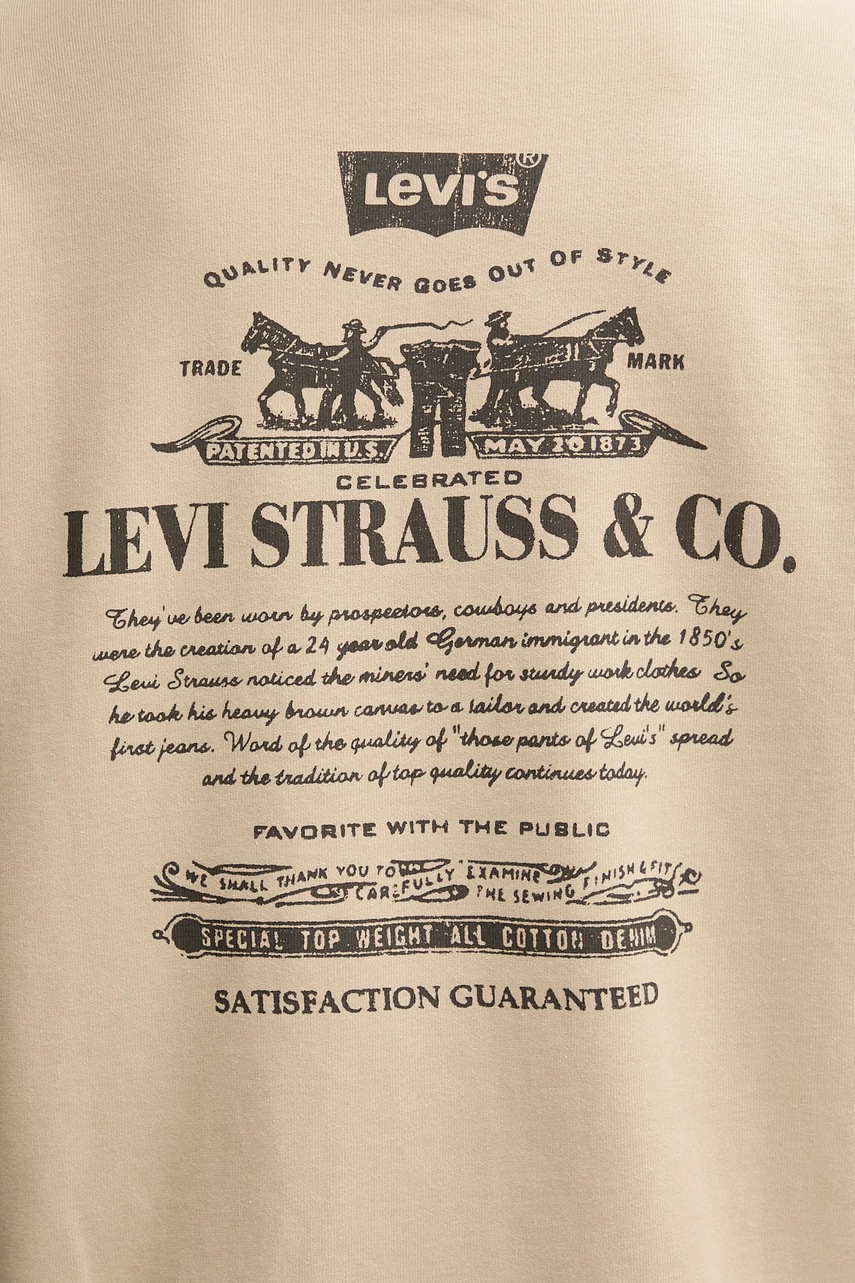 Levi's®
QUALITY NEVER GOES OUT OF STYLE
TRADE MARK
PATENTED IN U.S. MAY 20 1873
CELEBRATED
LEVI STRAUSS & CO.
They've been worn by prospectors, cowboys and presidents. They
were the creation of a 24 year old German immigrant in the 1850's
Levi Strauss noticed the miners' need for sturdy work clothes So
he took his heavy brown canvas to a tailor and created the world's
first jeans. Word of the quality of "those pants of Levi's" spread
and the tradition of top quality continues today.
FAVORITE WITH THE PUBLIC
WE SHALL THANK YOU TO CAREFULLY EXAMINE THE SEWING FINISH & FIT
SPECIAL TOP WEIGHT ALL COTTON DENIM
SATISFACTION GUARANTEED